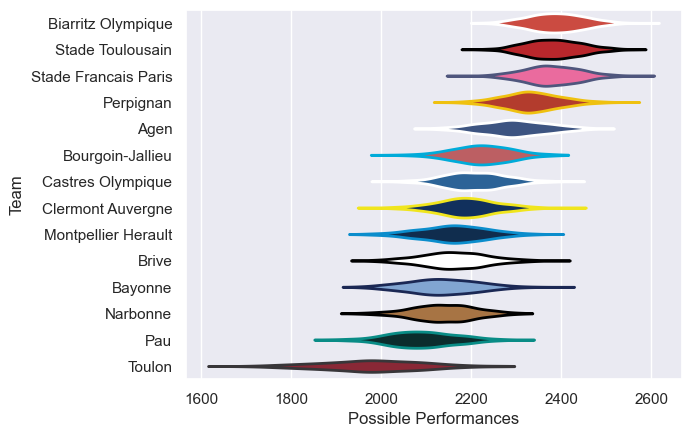 Biarritz Olympique
Stade Toulousain
Stade Francais Paris
Perpignan
Agen
Bourgoin-Jallieu
Castres Olympique
Clermont Auvergne
Montpellier Herault
Brive
Bayonne
Narbonne
Pau
Toulon
Team
1600 1800 2000 2200 2400 2600
Possible Performances